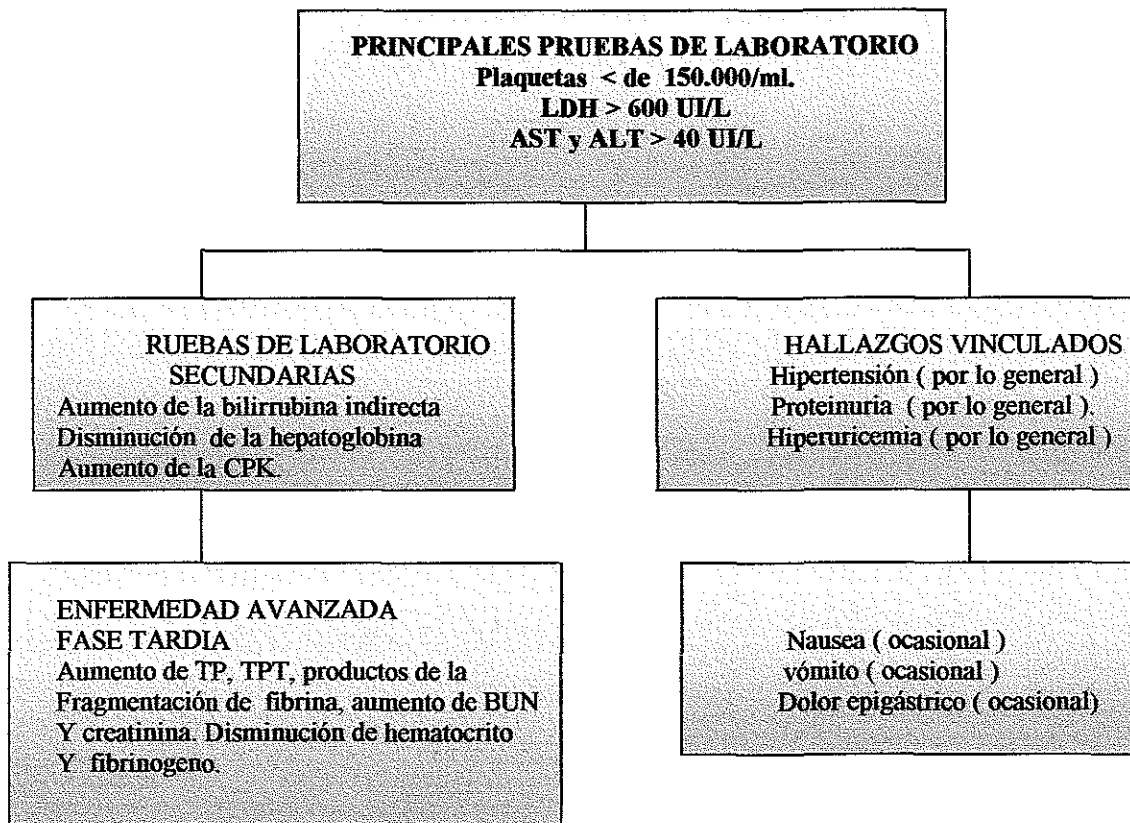 PRINCIPALES PRUEBAS DE LABORATORIO
Plaquetas < de 150.000/ml.
LDH > 600 UI/L
AST y ALT > 40 UI/L
RUEBAS DE LABORATORIO
SECUNDARIAS
Aumento de la bilirrubina indirecta
Disminución de la hepatoglobina
Aumento de la CPK
HALLAZGOS VINCULADOS
Hipertensión ( por lo general )
Proteinuria ( por lo general ).
Hiperuricemia ( por lo general )
ENFERMEDAD AVANZADA
FASE TARDIA
Aumento de TP, TPT, productos de la
Fragmentación de fibrina, aumento de BUN
Y creatinina. Disminución de hematocrito
Y fibrinogeno.
Nausea ( ocasional )
vómito ( ocasional )
Dolor epigástrico ( ocasional)